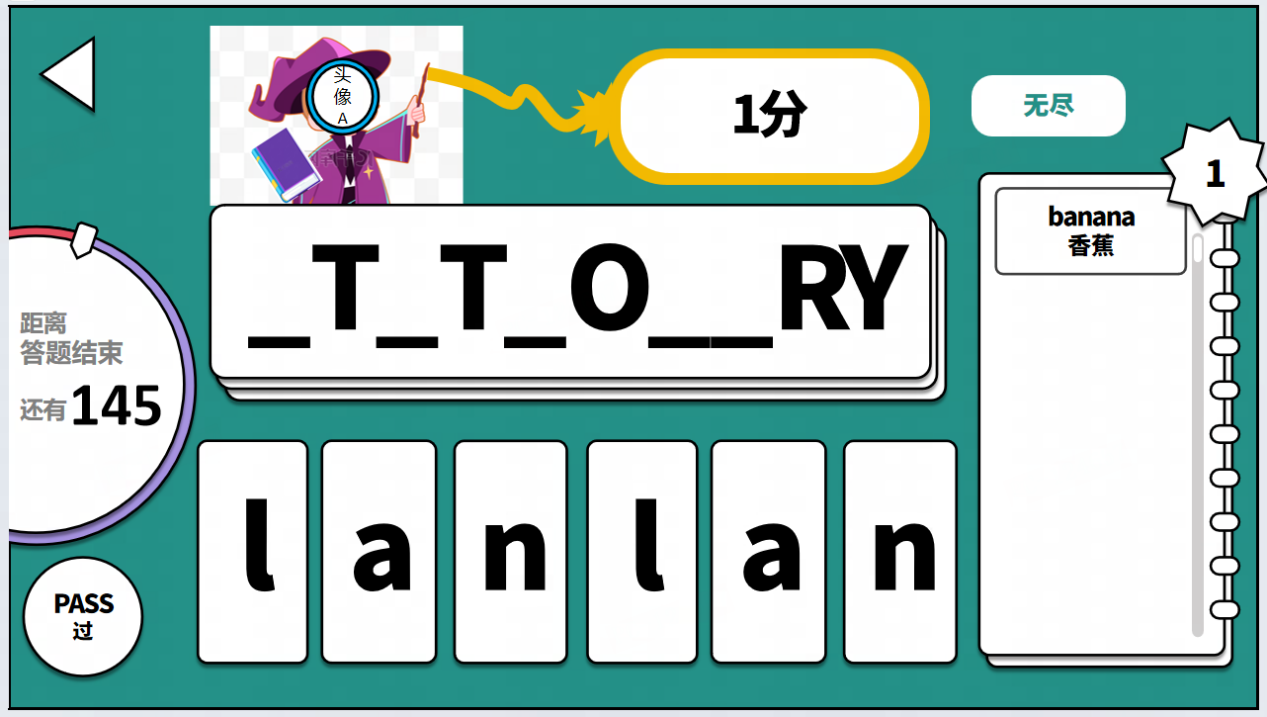 头
像
A
1分
无尽
1
banana
香蕉
_T_T_O__RY
距离
答题结束
还有145
l a n l a n
PASS
过